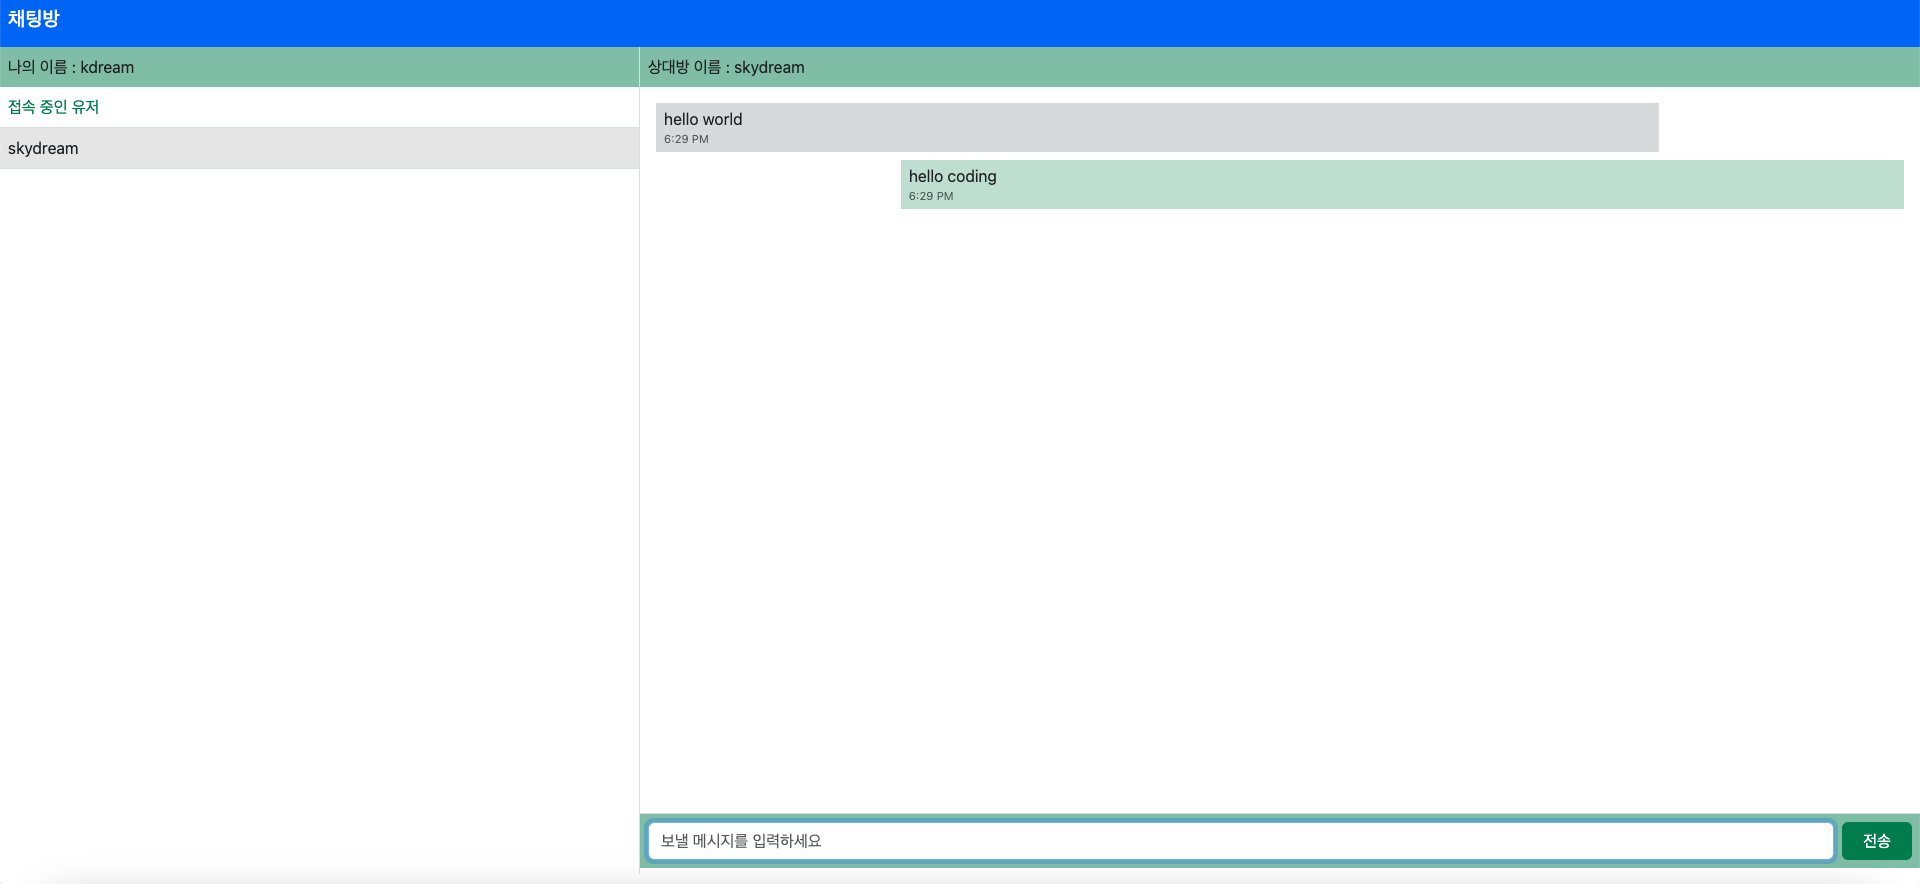 채팅방
나의 이름 : kdream
접속 중인 유저
skydream
상대방 이름 : skydream
hello world
6:29 PM
hello coding
6:29 PM
보낼 메시지를 입력하세요
전송